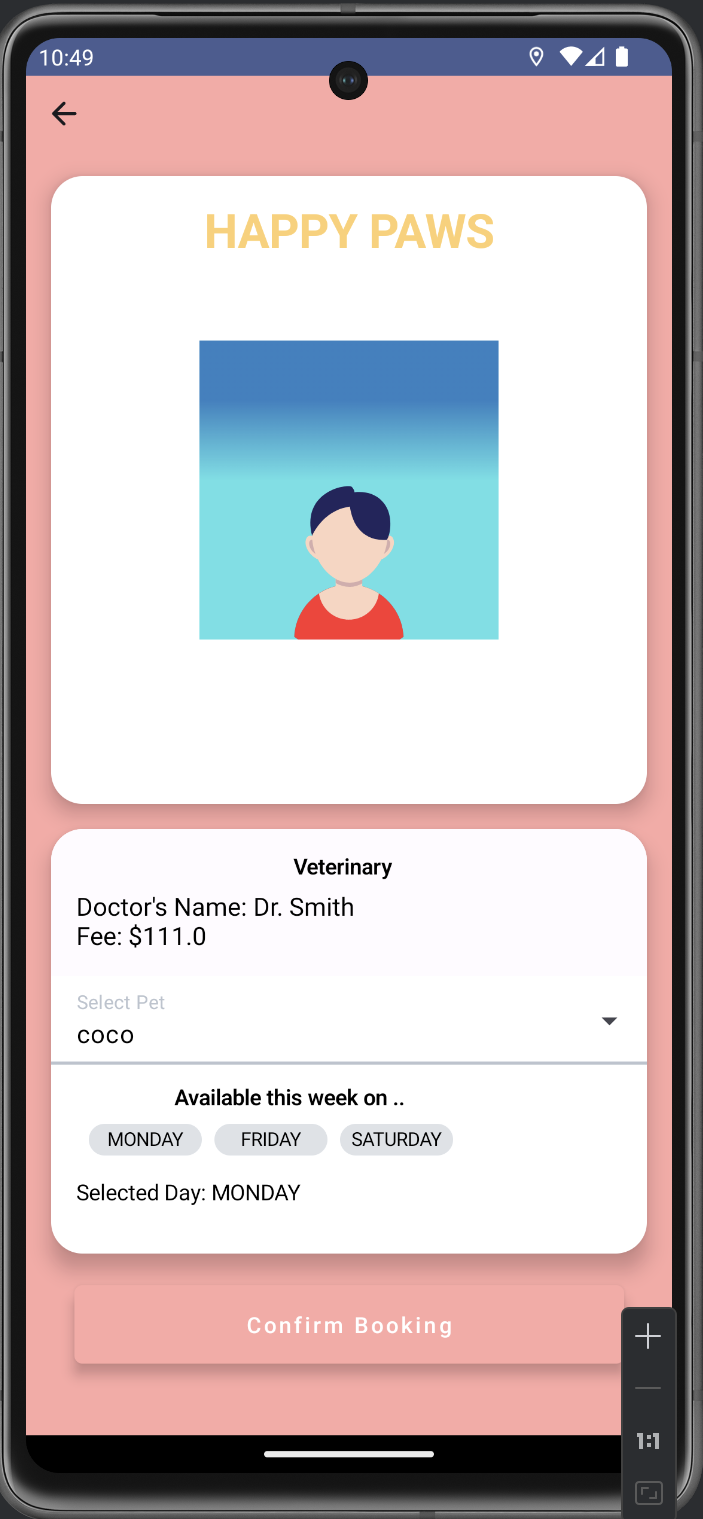 10:49
HAPPY PAWS
Veterinary
Doctor's Name: Dr. Smith
Fee: $111.0
Select Pet
coco
Available this week on ..
MONDAY FRIDAY SATURDAY
Selected Day: MONDAY
Confirm Booking
1:1